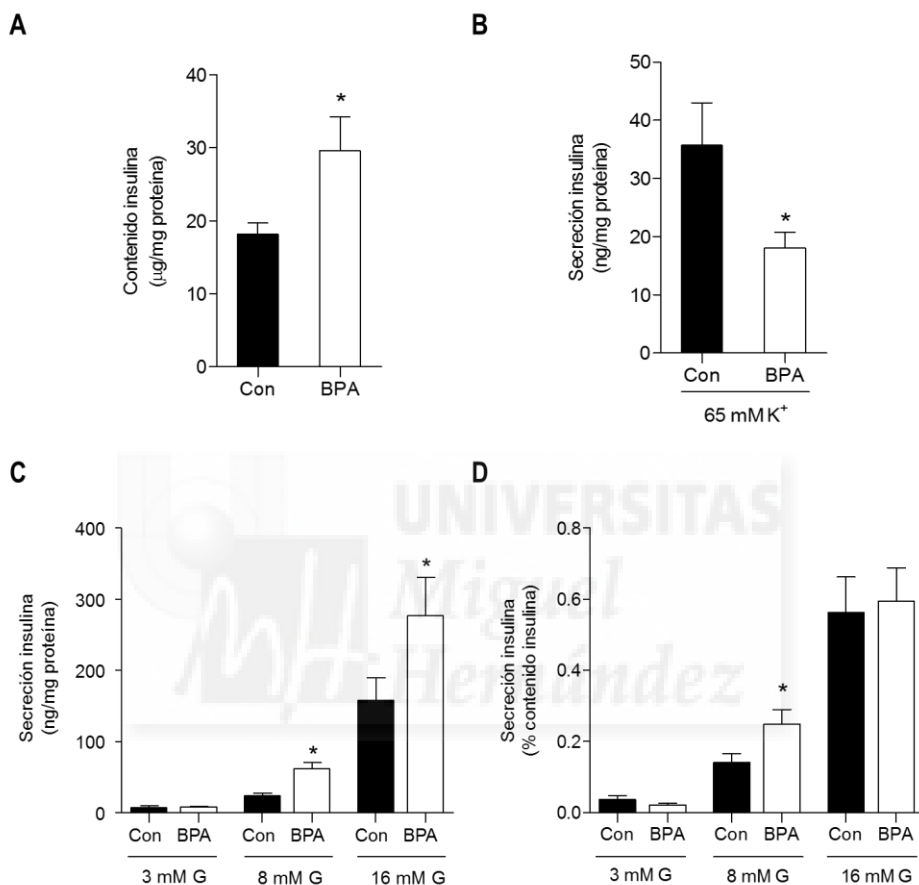 A
Contenido insulina
(µg/mg proteína)
40
30
20
10
0
*
Con BPA
B
Secreción insulina
(ng/mg proteína)
50
40
30
20
10
0
*
Con BPA
65 mM K⁺
C
Secreción insulina
(ng/mg proteína)
400
300
200
100
0
*
*
Con BPA Con BPA Con BPA
3 mM G 8 mM G 16 mM G
D
Secreción insulina
(% contenido insulina)
0.8
0.6
0.4
0.2
0.0
*
Con BPA Con BPA Con BPA
3 mM G 8 mM G 16 mM G
UNIVERSITAS
Miguel
Hernández